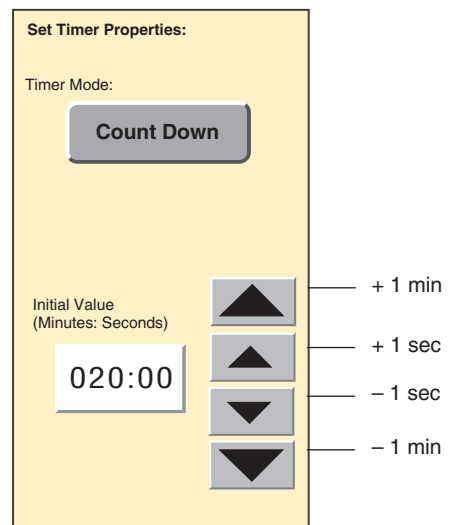 Set Timer Properties:
Timer Mode:
Count Down
Initial Value
(Minutes: Seconds)
020:00
+ 1 min
+ 1 sec
– 1 sec
– 1 min